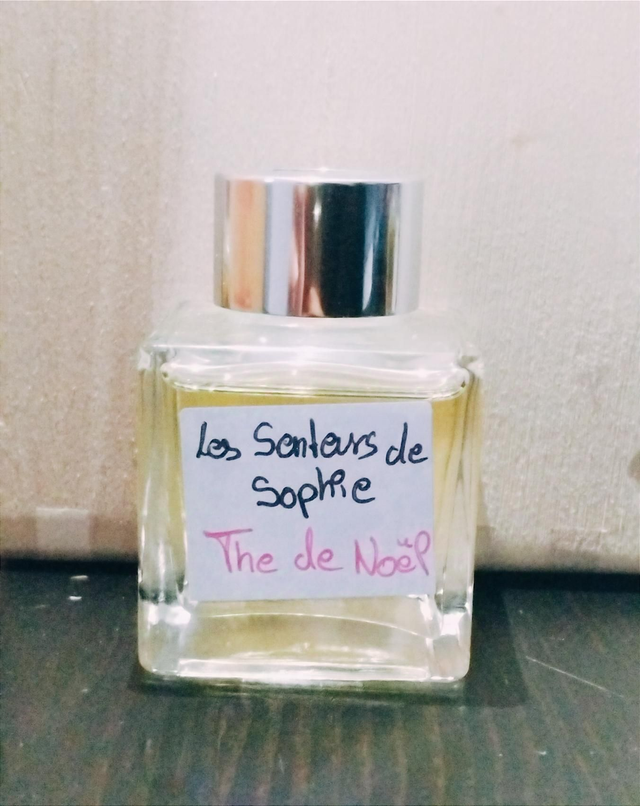 Les Senteurs de
Sophie
The de Noël